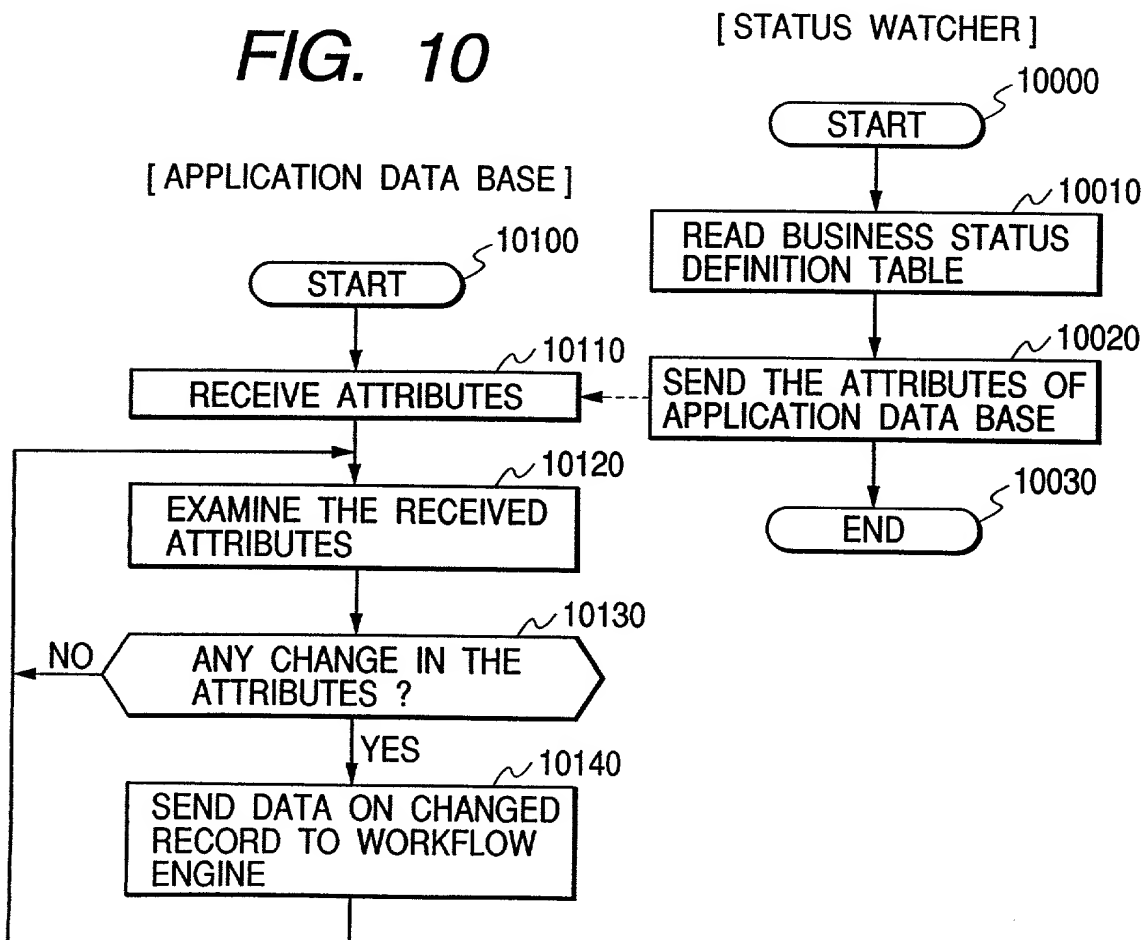 FIG. 10
[ STATUS WATCHER ]
10000
START
10010
READ BUSINESS STATUS
DEFINITION TABLE
10020
SEND THE ATTRIBUTES OF
APPLICATION DATA BASE
10030
END
[ APPLICATION DATA BASE ]
10100
START
10110
RECEIVE ATTRIBUTES
10120
EXAMINE THE RECEIVED
ATTRIBUTES
10130
ANY CHANGE IN THE
ATTRIBUTES ?
NO
YES
10140
SEND DATA ON CHANGED
RECORD TO WORKFLOW
ENGINE